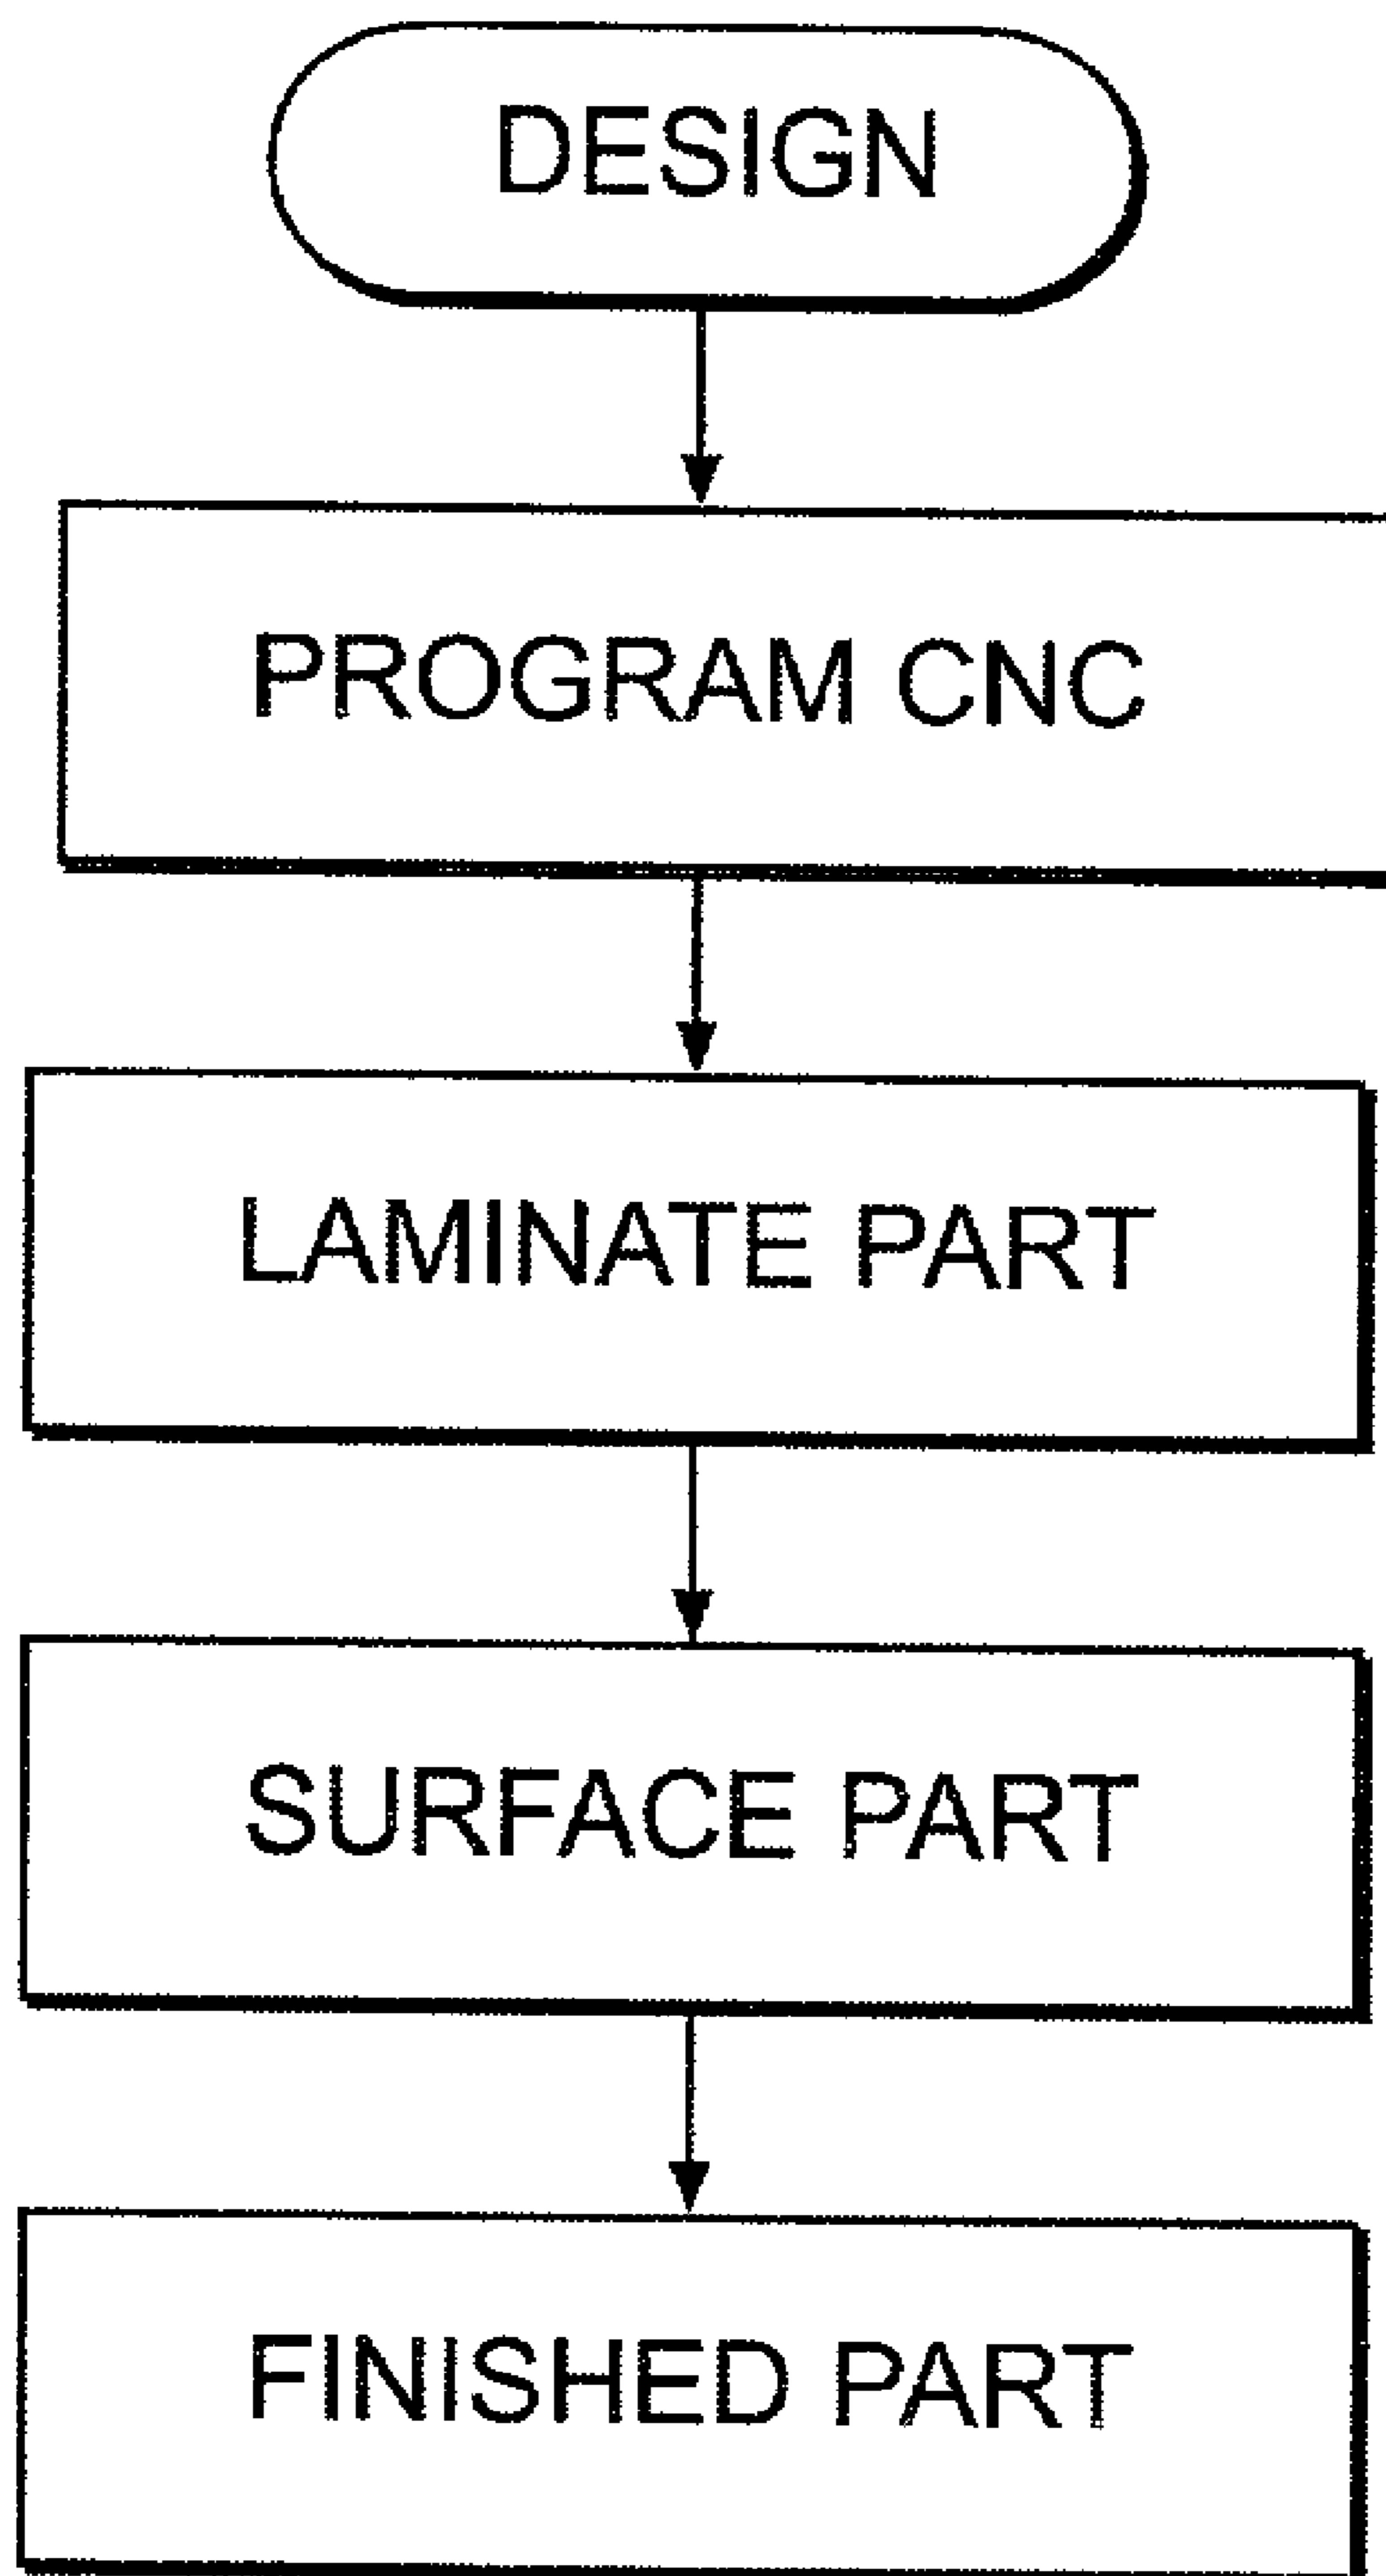 DESIGN
PROGRAM CNC
LAMINATE PART
SURFACE PART
FINISHED PART